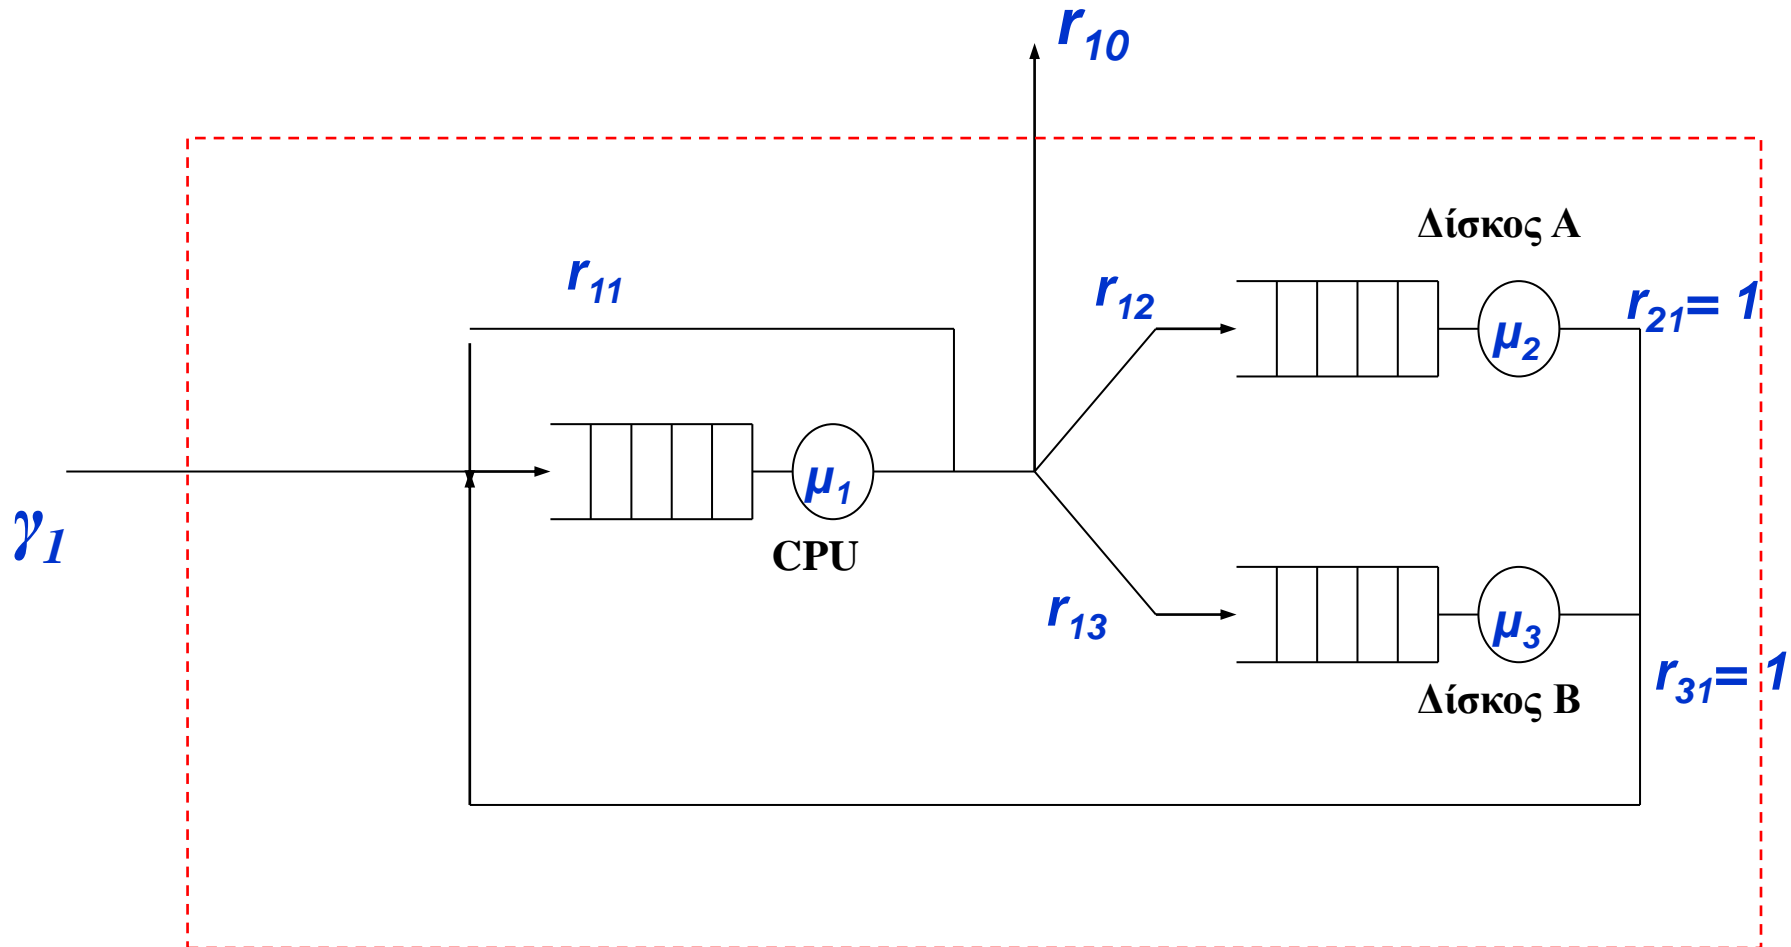 r10
Δίσκος Α
r11
r12
r21= 1
μ2
μ1
γ1
CPU
r13
μ3
r31= 1
Δίσκος Β